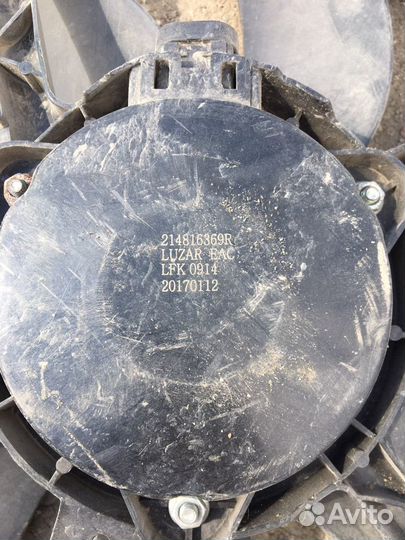 214816369R
LUZAR EAC
LFK 0914
20170112
Avito